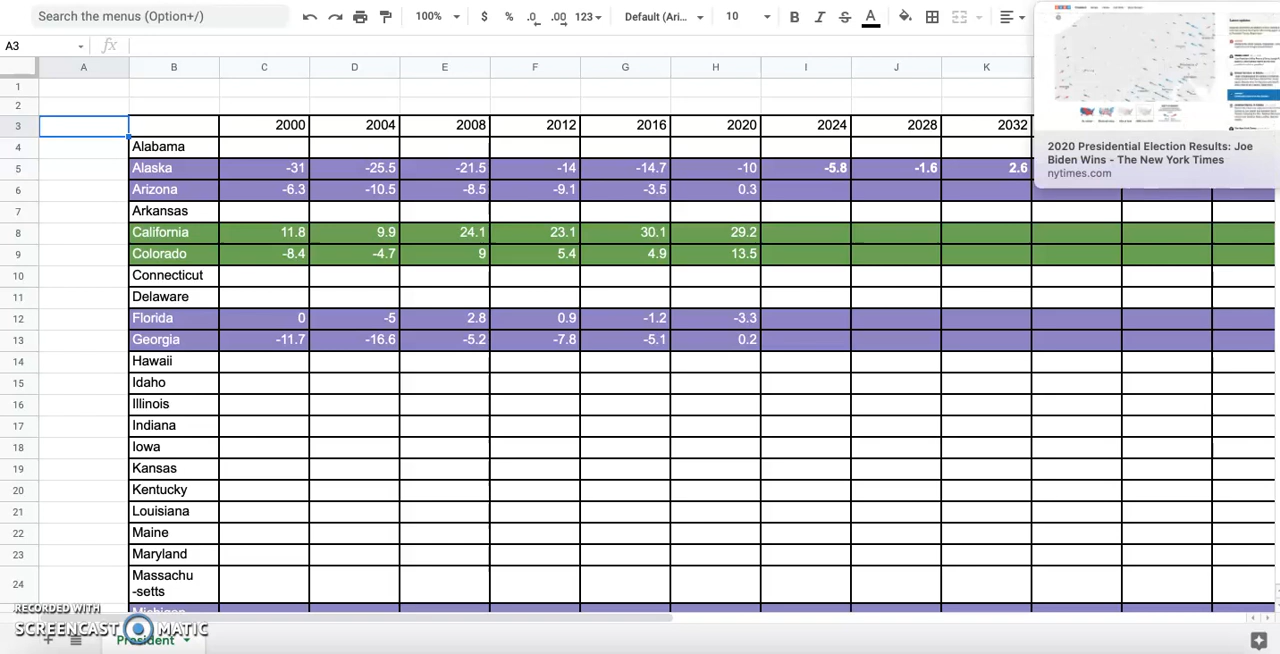 Search the menus (Option+/)
100%
$ % .0 .00 123
Default (Ari...
10
B I S A
A3
fx
A B C D E F G H J K
1
2
3 2000 2016 2020 2024 2028 2032
4 Alabama
5 Alaska -31 -25.5 -21.5 -14 -14.7 -10 -5.8 -1.6 2.6
6 Arizona -6.3 -10.5 -8.5 -9.1 -3.5 0.3
7 Arkansas
8 California 11.8 9.9 24.1 23.1 30.1 29.2
9 Colorado -8.4 -4.7 9 5.4 4.9 13.5
10 Connecticut
11 Delaware
12 Florida 0 -5 2.8 0.9 -1.2 -3.3
13 Georgia -11.7 -16.6 -5.2 -7.8 -5.1 0.2
14 Hawaii
15 Idaho
16 Illinois
17 Indiana
18 Iowa
19 Kansas
20 Kentucky
21 Louisiana
22 Maine
23 Maryland
24 Massachu
-setts
Michigan
2020 Presidential Election Results: Joe
Biden Wins - The New York Times
nytimes.com
RECORDED WITH
SCREENCAST MATIC
President